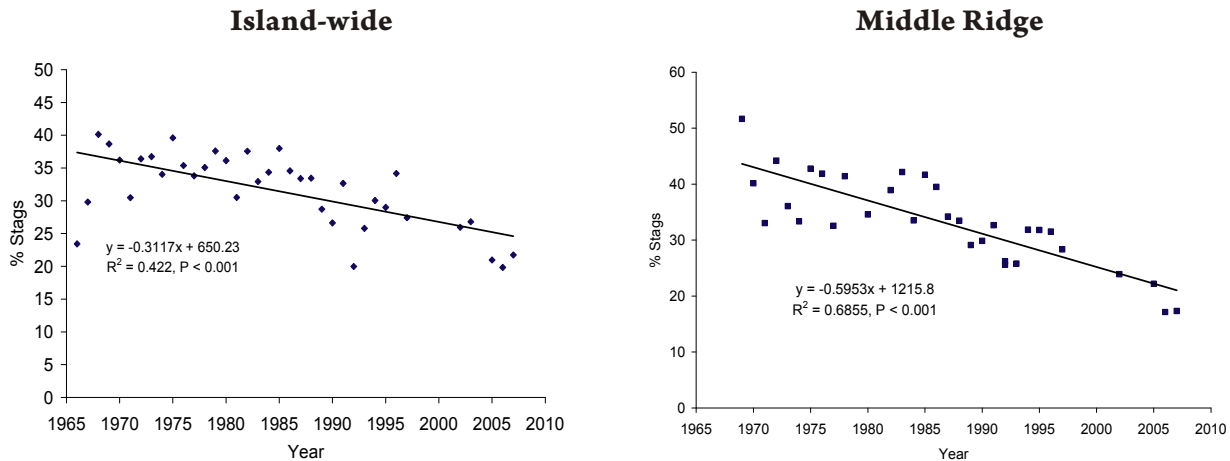 Island-wide
50
45
40
35
30
25
20
15
10
5
0
% Stags
y = -0.3117x + 650.23
R² = 0.422, P < 0.001
1965 1970 1975 1980 1985 1990 1995 2000 2005 2010
Year
Middle Ridge
60
50
40
30
20
10
0
% Stags
y = -0.5953x + 1215.8
R² = 0.6855, P < 0.001
1965 1970 1975 1980 1985 1990 1995 2000 2005 2010
Year